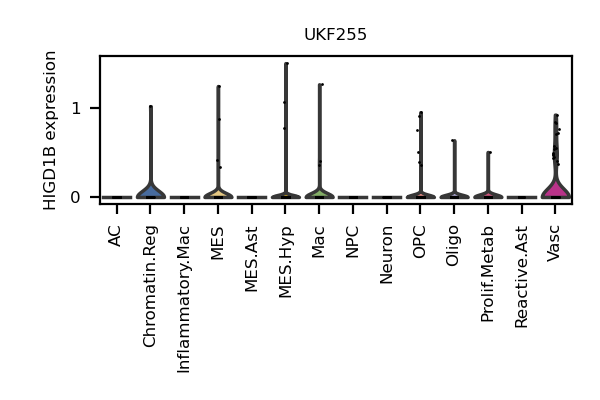 UKF255
HIGD1B expression
1
0
AC
Chromatin.Reg
Inflammatory.Mac
MES
MES.Ast
MES.Hyp
Mac
NPC
Neuron
OPC
Oligo
Prolif.Metab
Reactive.Ast
Vasc